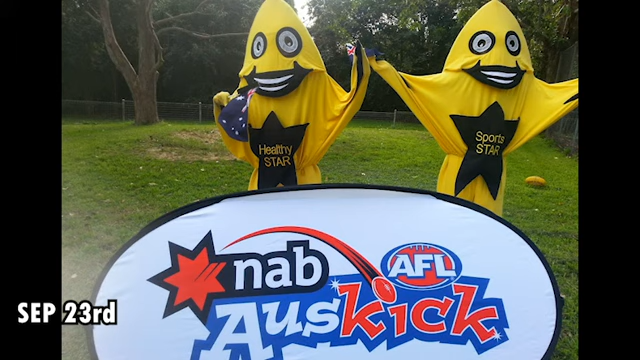 Healthy
STAR
Sports
STAR
nab
AFL
Auskick
SEP 23rd